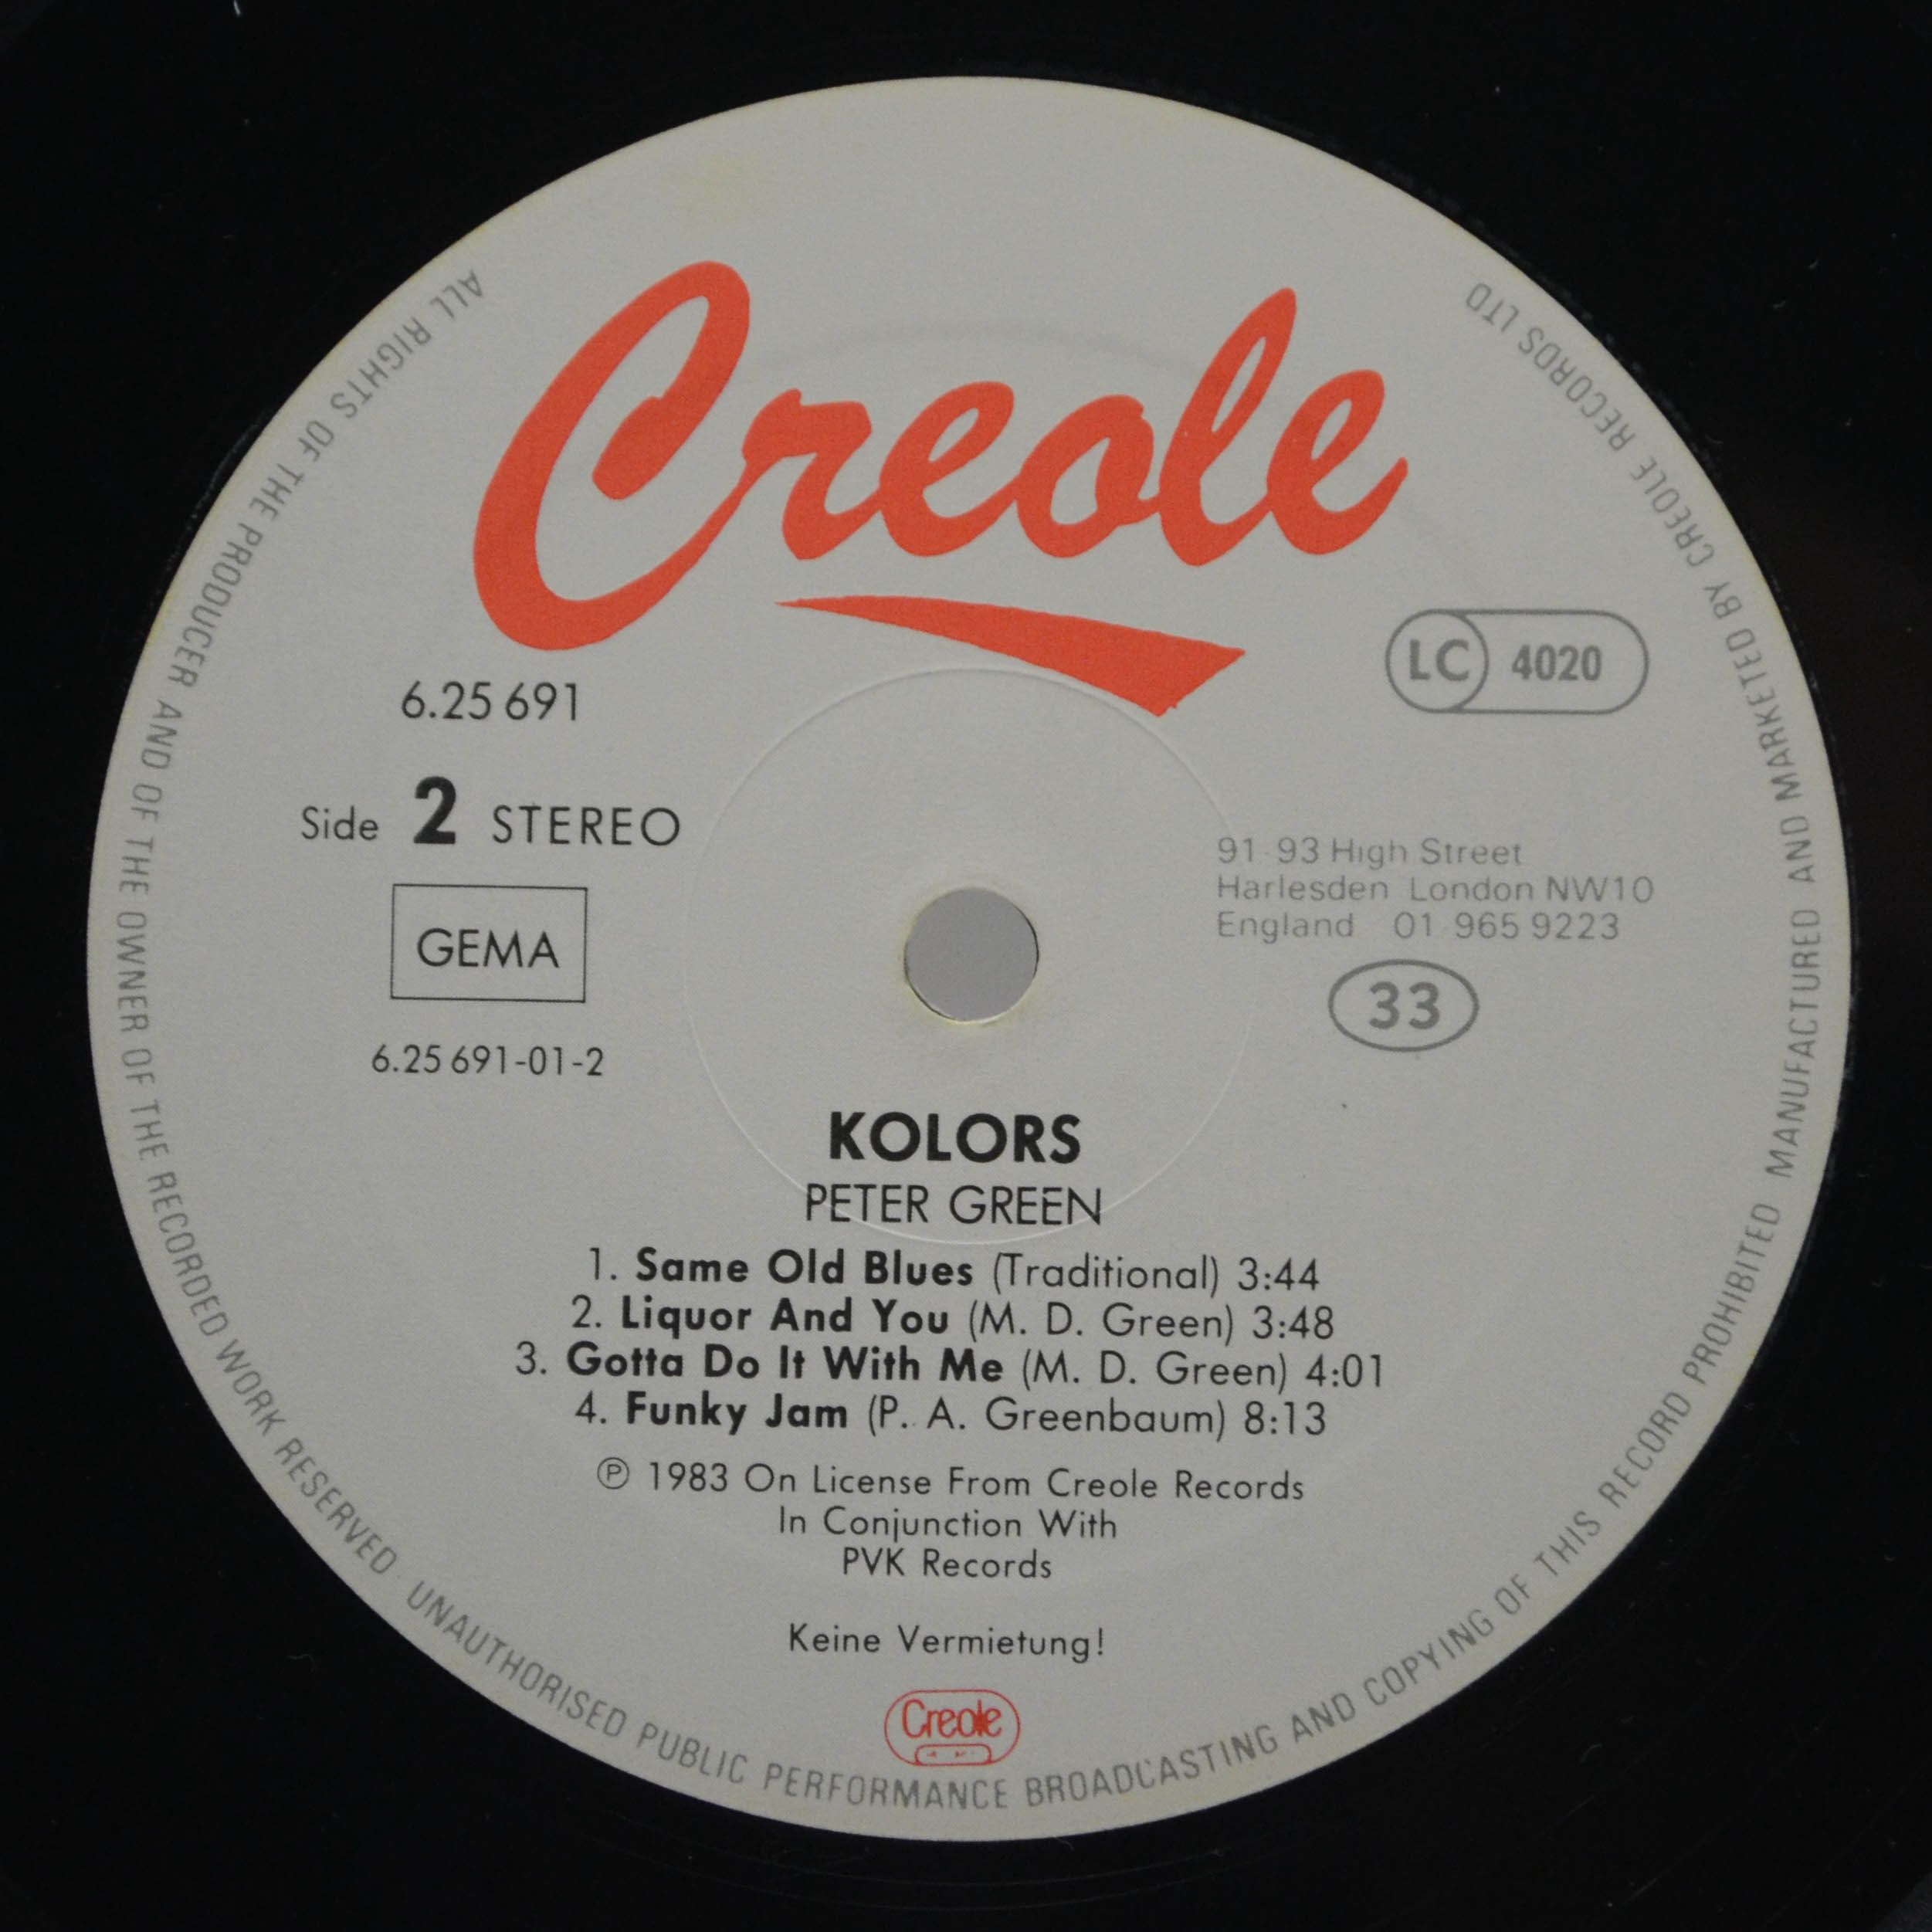 Creole
6.25 691
LC 4020
Side 2 STEREO
GEMA
6.25 691-01-2
91-93 High Street
Harlesden London NW10
England 01-965 9223
33
KOLORS
PETER GREEN
1. Same Old Blues (Traditional) 3:44
2. Liquor And You (M. D. Green) 3:48
3. Gotta Do It With Me (M. D. Green) 4:01
4. Funky Jam (P. A. Greenbaum) 8:13
℗ 1983 On License From Creole Records
In Conjunction With
PVK Records
Keine Vermietung!
Creole
ALL RIGHTS OF THE PRODUCER AND OF THE OWNER OF THE RECORDED WORK RESERVED · UNAUTHORISED PUBLIC PERFORMANCE BROADCASTING AND COPYING OF THIS RECORD PROHIBITED MANUFACTURED AND MARKETED BY CREOLE RECORDS LTD